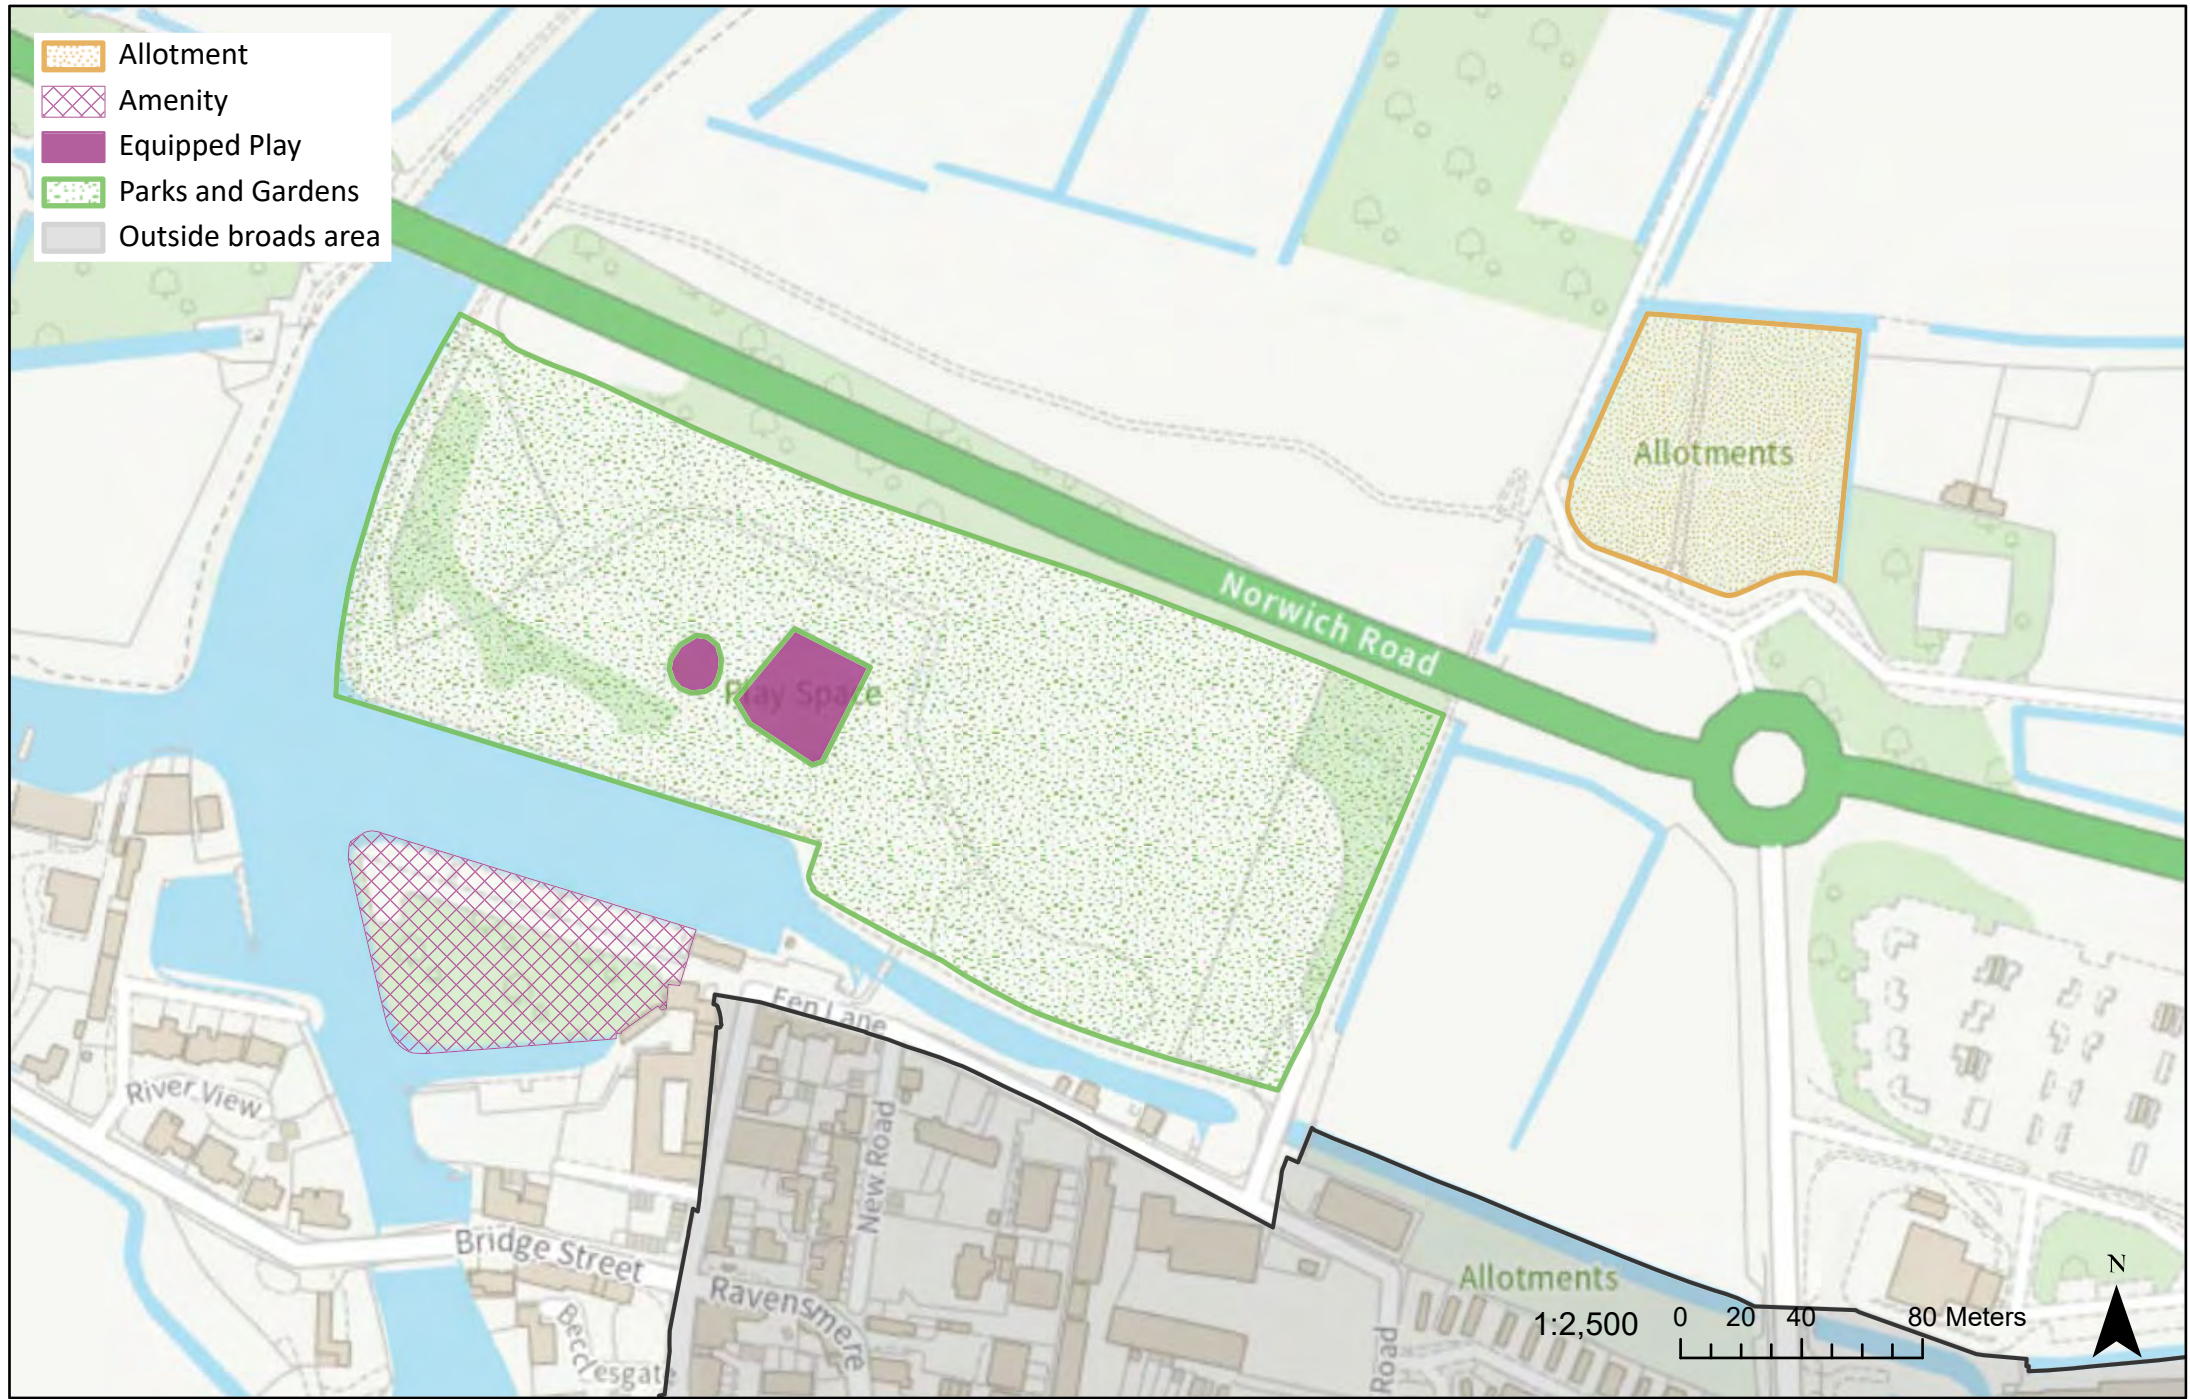 Allotment
Amenity
Equipped Play
Parks and Gardens
Outside broads area
Allotments
Norwich Road
Play Space
Fen Lane
River View
New Road
Bridge Street
Ravensmere
Beccles gate
Allotments
Road
1:2,500
0 20 40 80 Meters
N